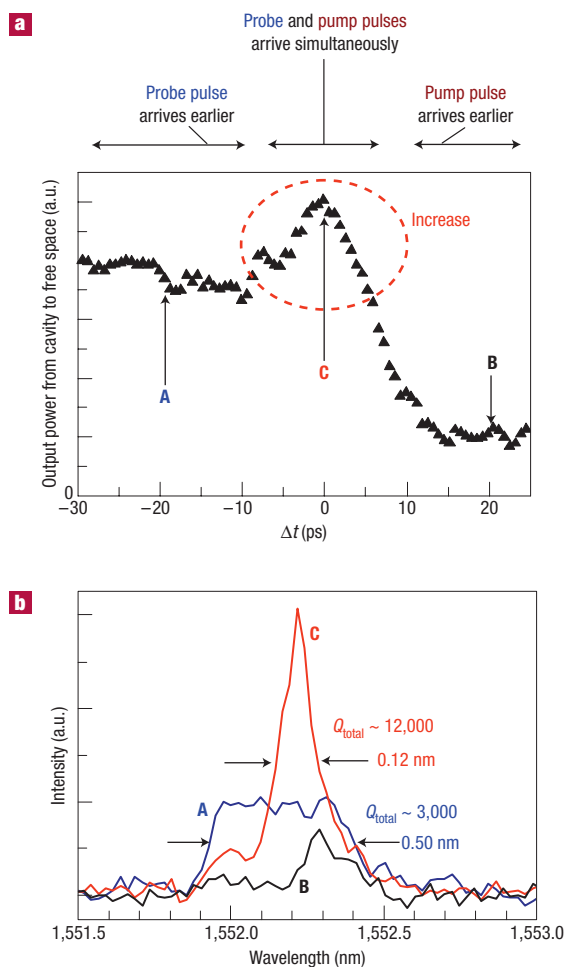 a
Probe and pump pulses
arrive simultaneously
Probe pulse
arrives earlier
Pump pulse
arrives earlier
Output power from cavity to free space (a.u.)
Increase
A
C
B
0
−30 −20 −10 0 10 20
Δt (ps)
b
Intensity (a.u.)
C
Qtotal ~ 12,000
0.12 nm
A
Qtotal ~ 3,000
0.50 nm
B
1,551.5 1,552.0 1,552.5 1,553.0
Wavelength (nm)